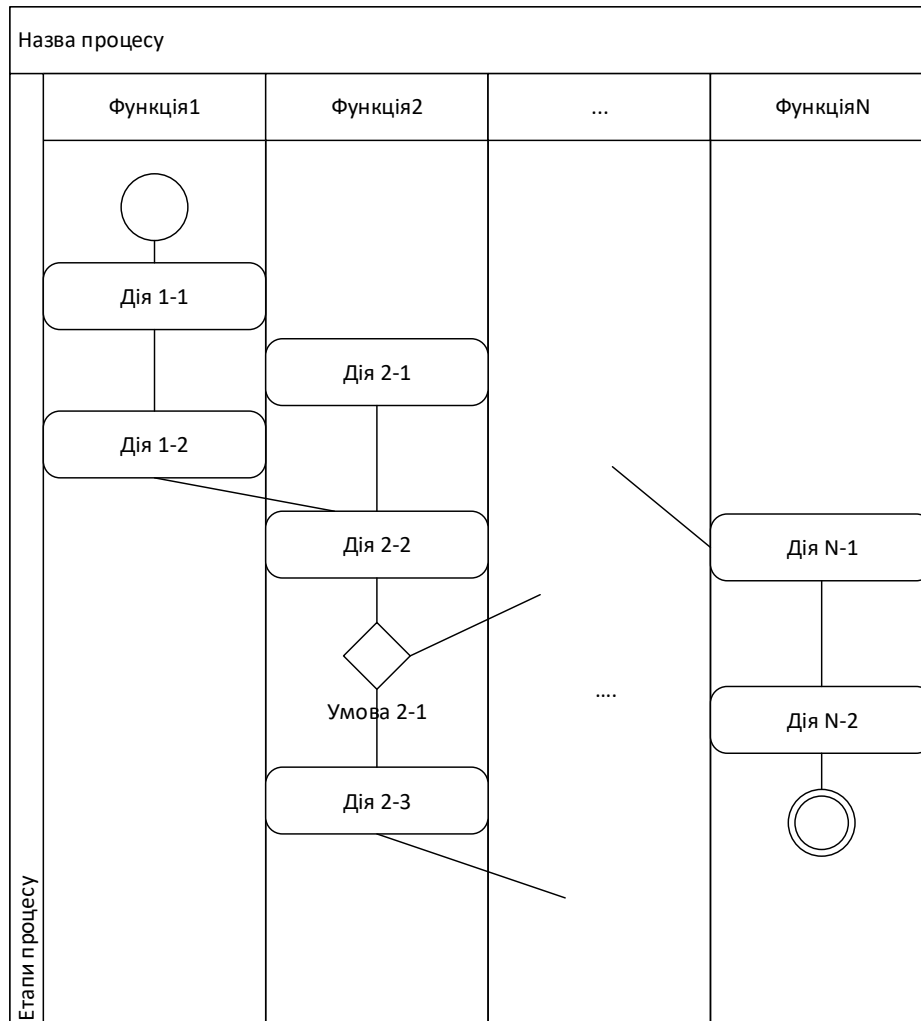 Назва процесу
Функція1
Функція2
...
ФункціяN
Дія 1-1
Дія 2-1
Дія 1-2
Дія 2-2
Дія N-1
Умова 2-1
....
Дія N-2
Дія 2-3
Етапи процесу